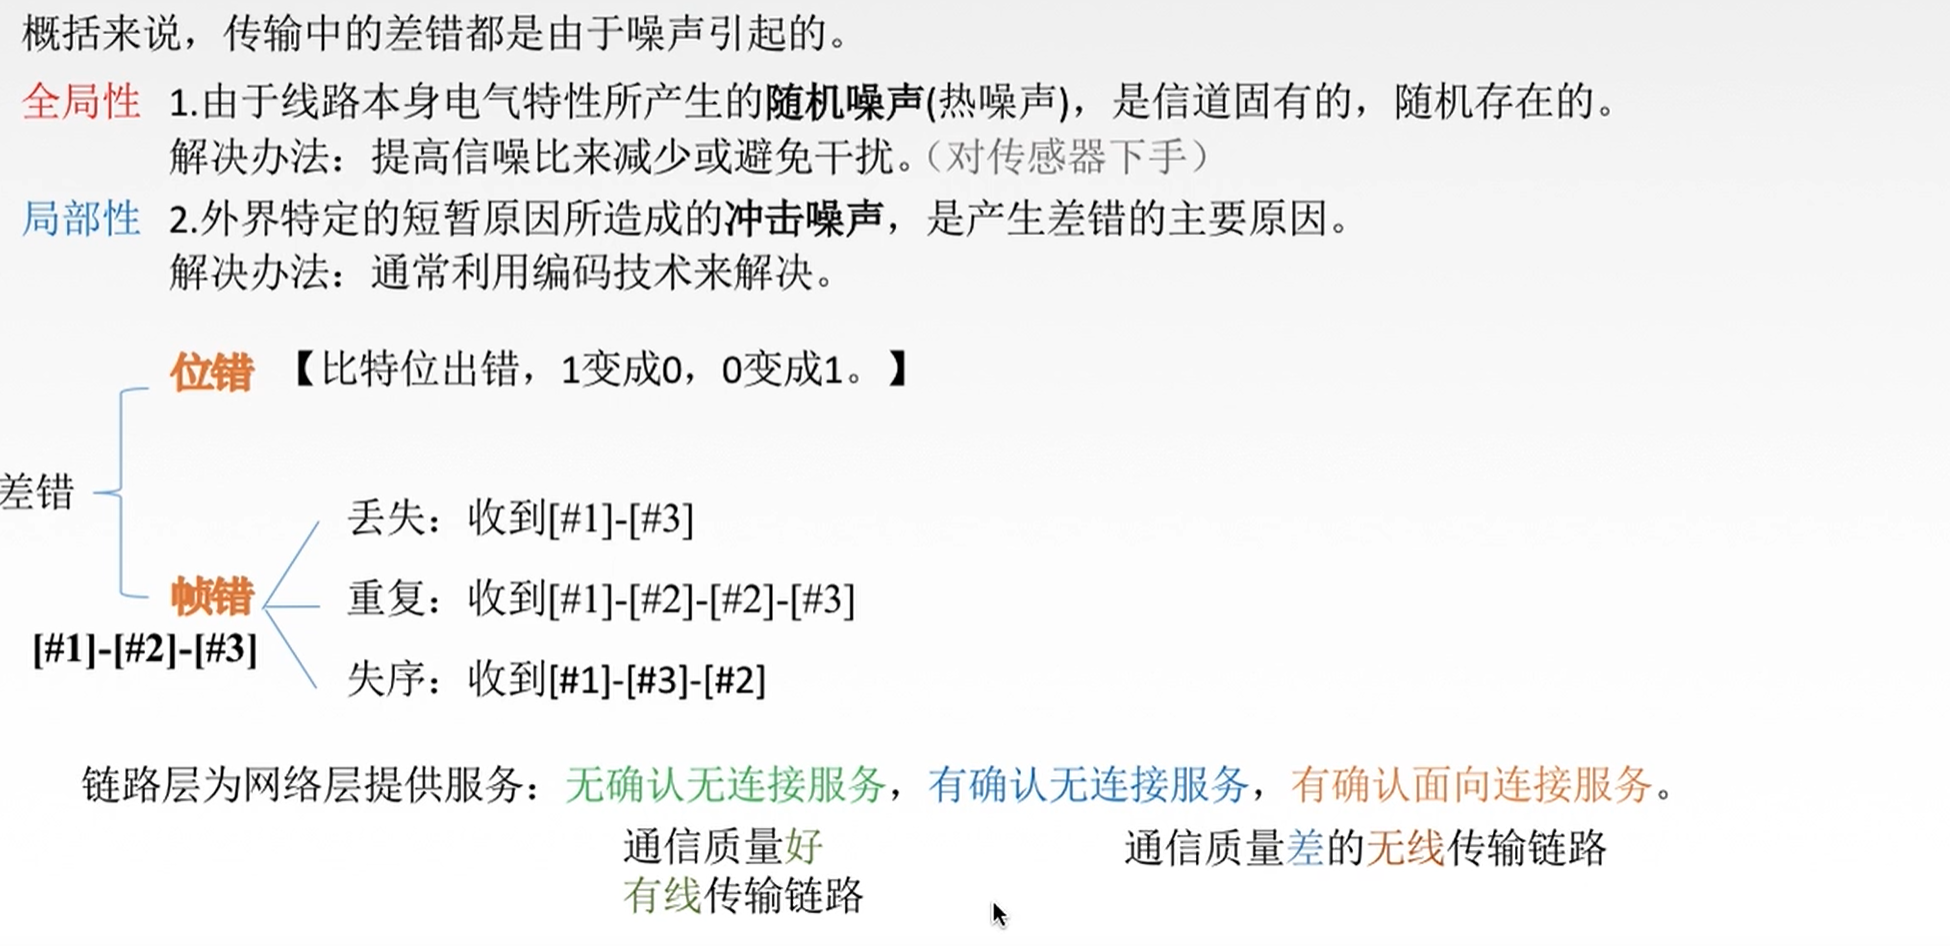 概括来说，传输中的差错都是由于噪声引起的。
全局性 1.由于线路本身电气特性所产生的随机噪声(热噪声)，是信道固有的，随机存在的。
解决办法：提高信噪比来减少或避免干扰。（对传感器下手）
局部性 2.外界特定的短暂原因所造成的冲击噪声，是产生差错的主要原因。
解决办法：通常利用编码技术来解决。
位错 【比特位出错，1变成0，0变成1。】
差错
丢失：收到[#1]-[#3]
帧错
重复：收到[#1]-[#2]-[#2]-[#3]
[#1]-[#2]-[#3]
失序：收到[#1]-[#3]-[#2]
链路层为网络层提供服务：无确认无连接服务，有确认无连接服务，有确认面向连接服务。
通信质量好
有线传输链路
通信质量差的无线传输链路